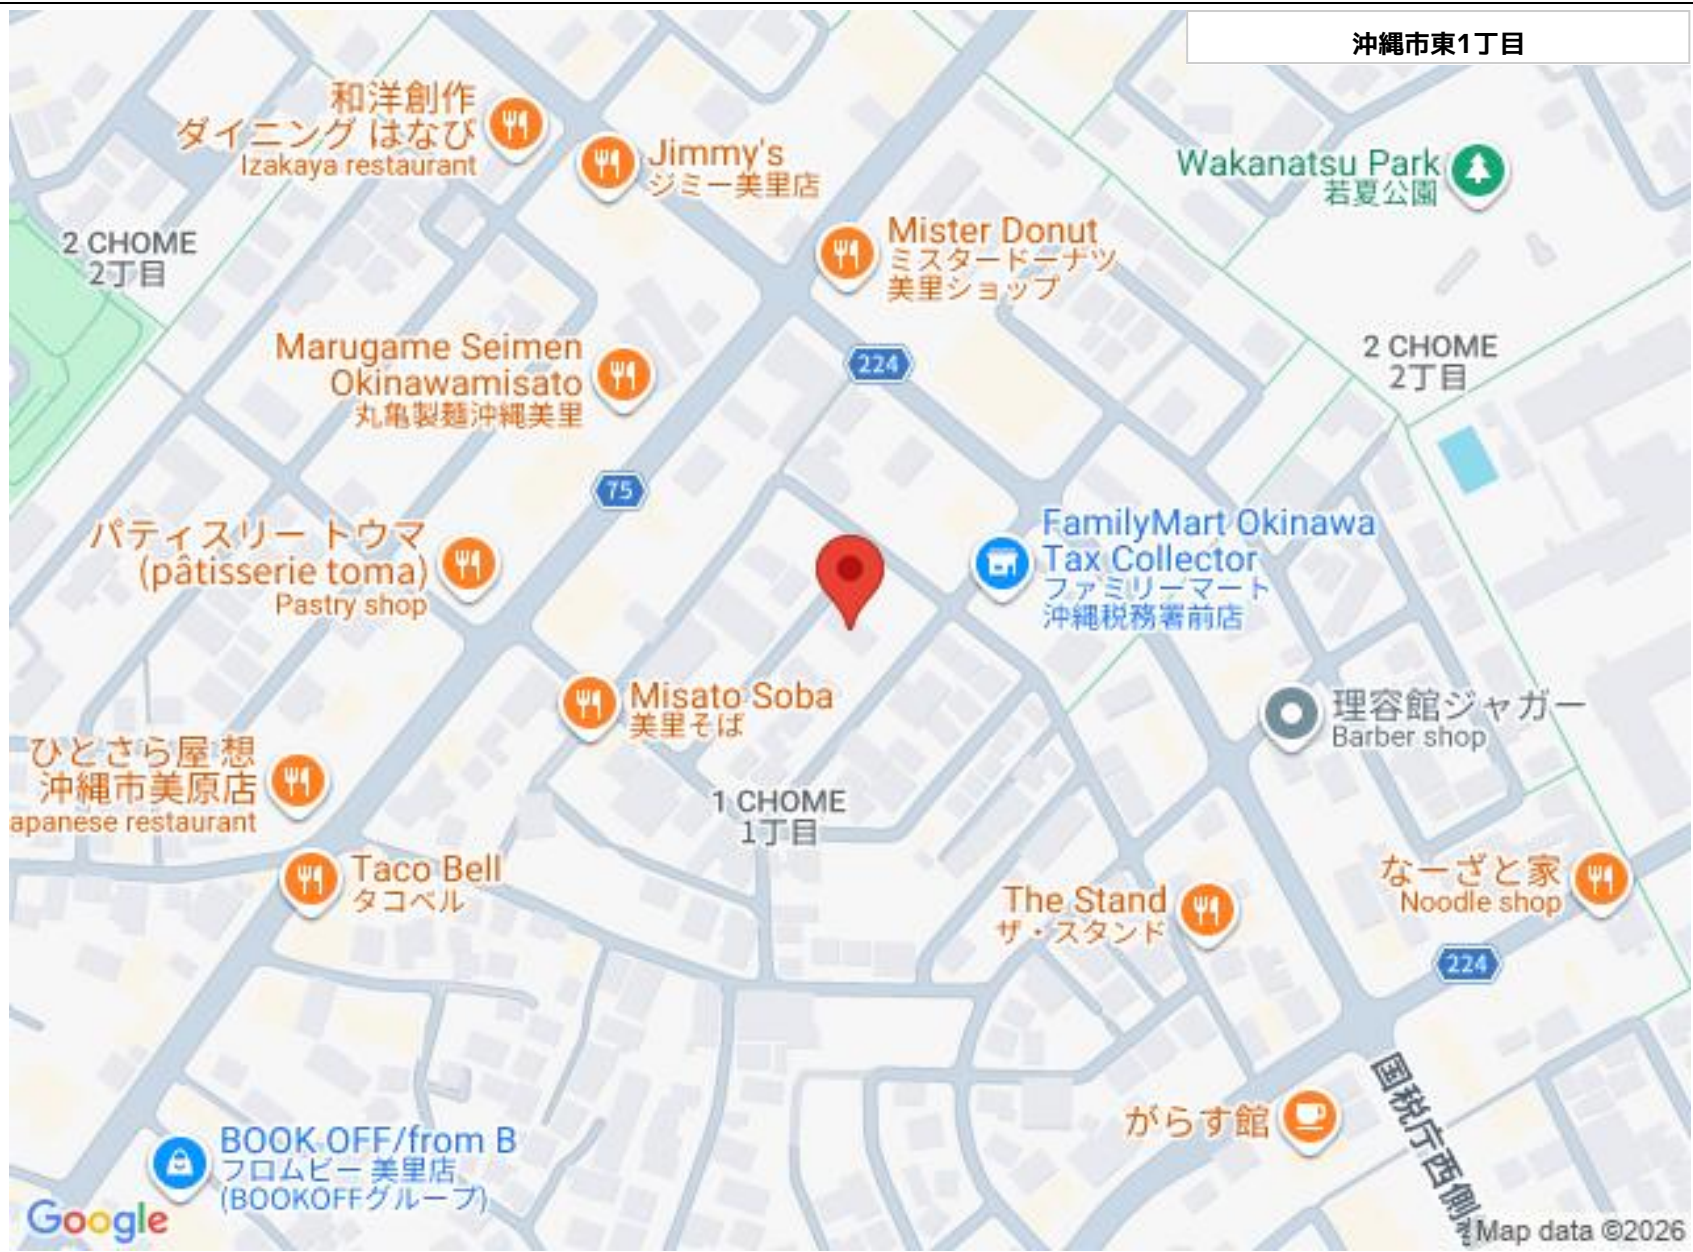 沖縄市東1丁目
和洋創作
ダイニング はなび
Izakaya restaurant
Jimmy's
ジミー美里店
Wakanatsu Park
若夏公園
Mister Donut
ミスタードーナツ
美里ショップ
2 CHOME
2丁目
Marugame Seimen
Okinawamisato
丸亀製麺沖縄美里
224
2 CHOME
2丁目
75
パティスリー トウマ
(pâtisserie toma)
Pastry shop
FamilyMart Okinawa
Tax Collector
ファミリーマート
沖縄税務署前店
Misato Soba
美里そば
理容館ジャガー
Barber shop
ひとさら屋 想
沖縄市美原店
apanese restaurant
1 CHOME
1丁目
Taco Bell
タコベル
The Stand
ザ・スタンド
なーざと家
Noodle shop
224
がらす館
国税庁西側
BOOK OFF/from B
フロムビー 美里店
(BOOKOFFグループ)
Google
Map data ©2026